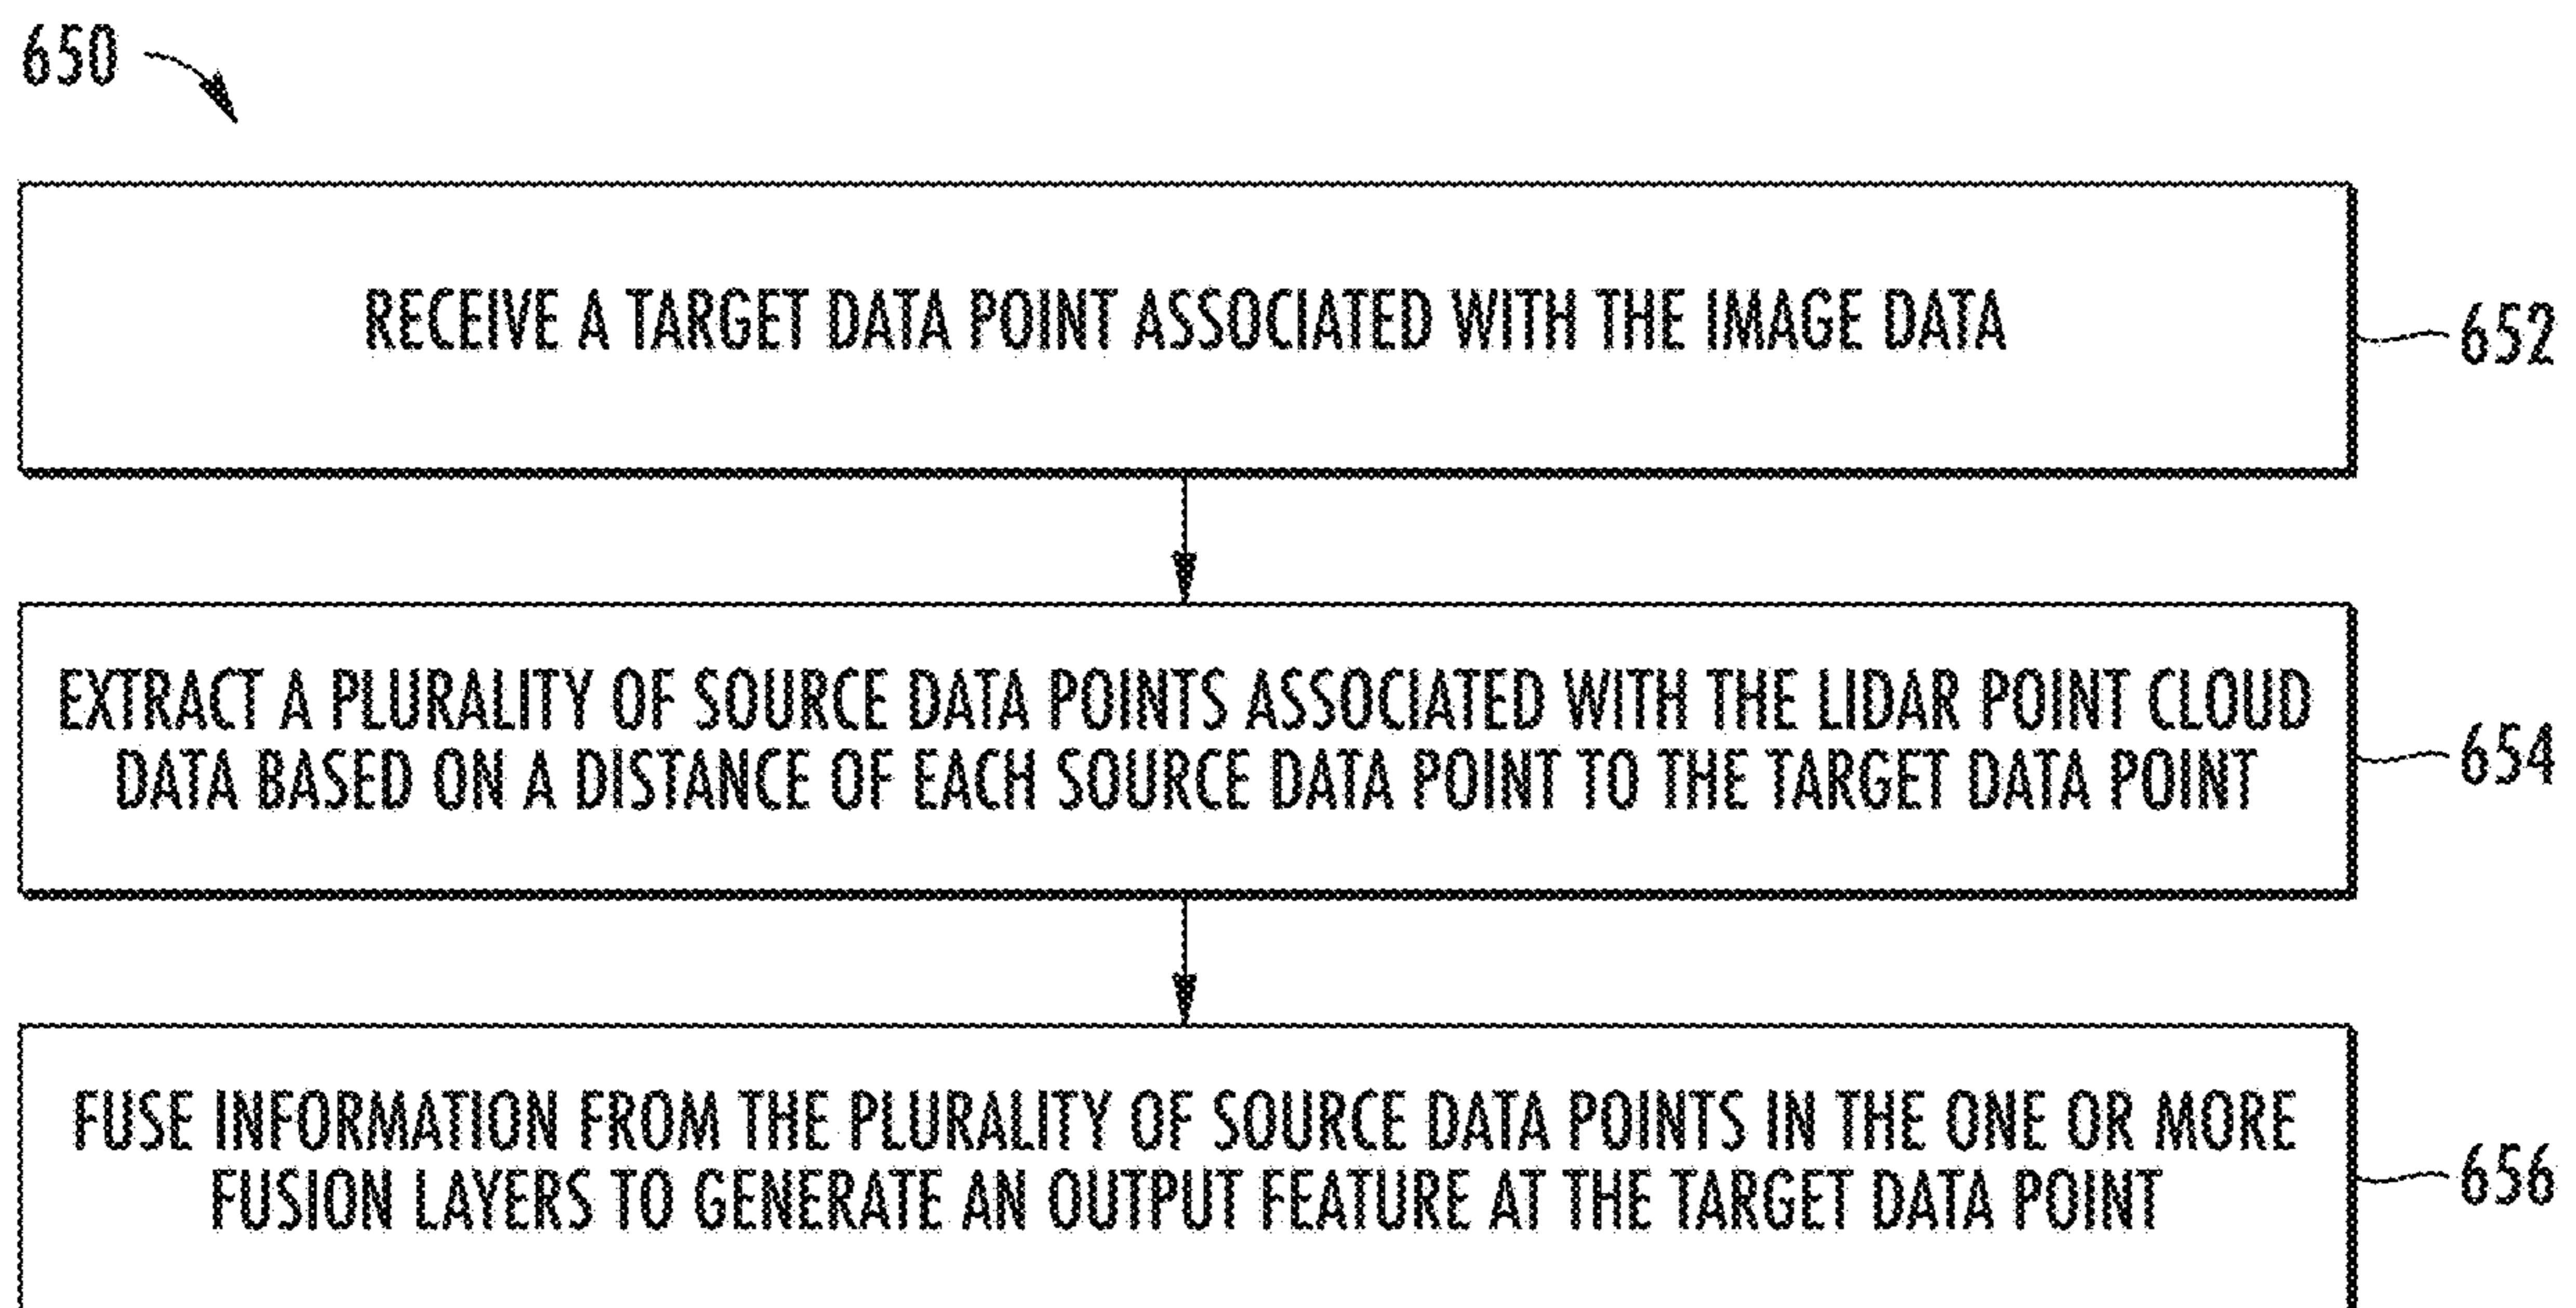 650
RECEIVE A TARGET DATA POINT ASSOCIATED WITH THE IMAGE DATA
652
EXTRACT A PLURALITY OF SOURCE DATA POINTS ASSOCIATED WITH THE LIDAR POINT CLOUD
DATA BASED ON A DISTANCE OF EACH SOURCE DATA POINT TO THE TARGET DATA POINT
654
FUSE INFORMATION FROM THE PLURALITY OF SOURCE DATA POINTS IN THE ONE OR MORE
FUSION LAYERS TO GENERATE AN OUTPUT FEATURE AT THE TARGET DATA POINT
656